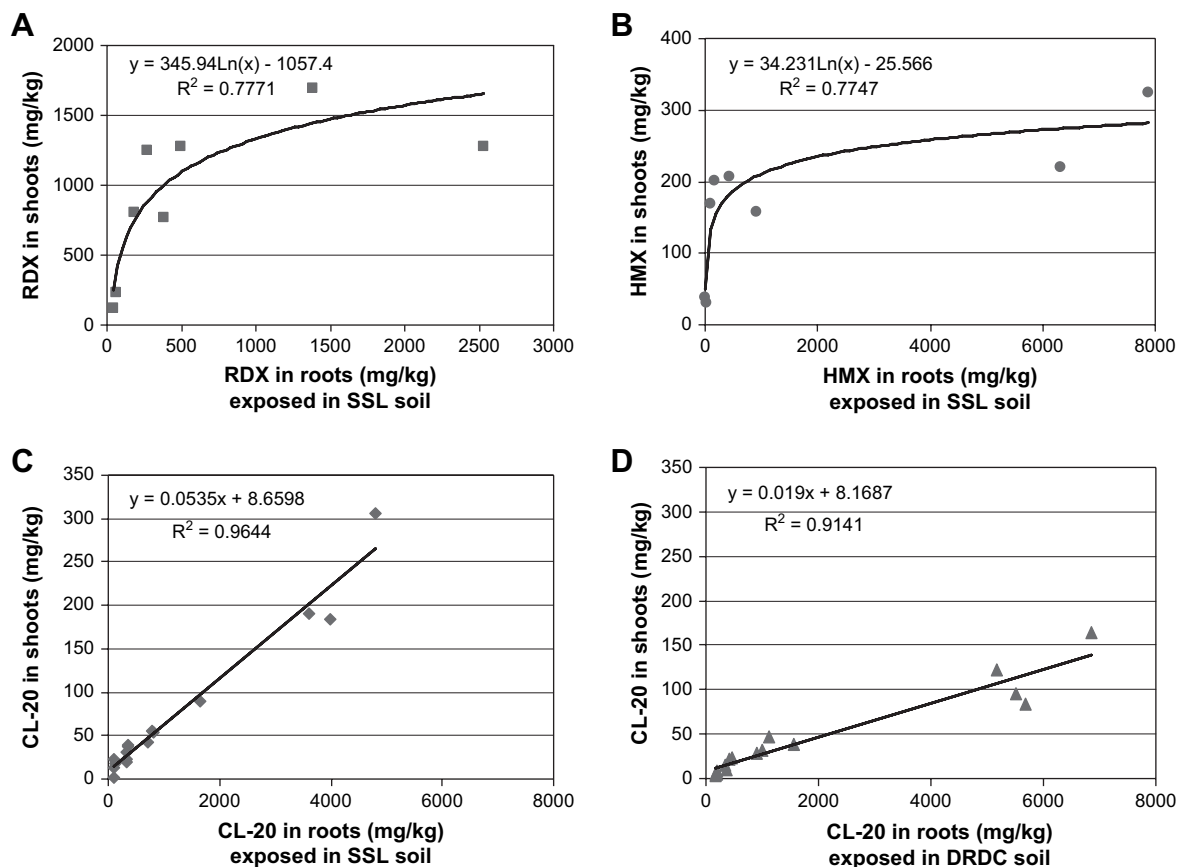 A
y = 345.94Ln(x) - 1057.4
R² = 0.7771
RDX in shoots (mg/kg)
2000
1500
1000
500
0
0 500 1000 1500 2000 2500 3000
RDX in roots (mg/kg)
exposed in SSL soil
B
y = 34.231Ln(x) - 25.566
R² = 0.7747
HMX in shoots (mg/kg)
400
300
200
100
0
0 2000 4000 6000 8000
HMX in roots (mg/kg)
exposed in SSL soil
C
y = 0.0535x + 8.6598
R² = 0.9644
CL-20 in shoots (mg/kg)
350
300
250
200
150
100
50
0
0 2000 4000 6000 8000
CL-20 in roots (mg/kg)
exposed in SSL soil
D
y = 0.019x + 8.1687
R² = 0.9141
CL-20 in shoots (mg/kg)
350
300
250
200
150
100
50
0
0 2000 4000 6000 8000
CL-20 in roots (mg/kg)
exposed in DRDC soil